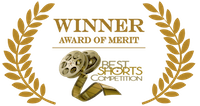 WINNER
AWARD OF MERIT
BEST
SHORTS
COMPETITION